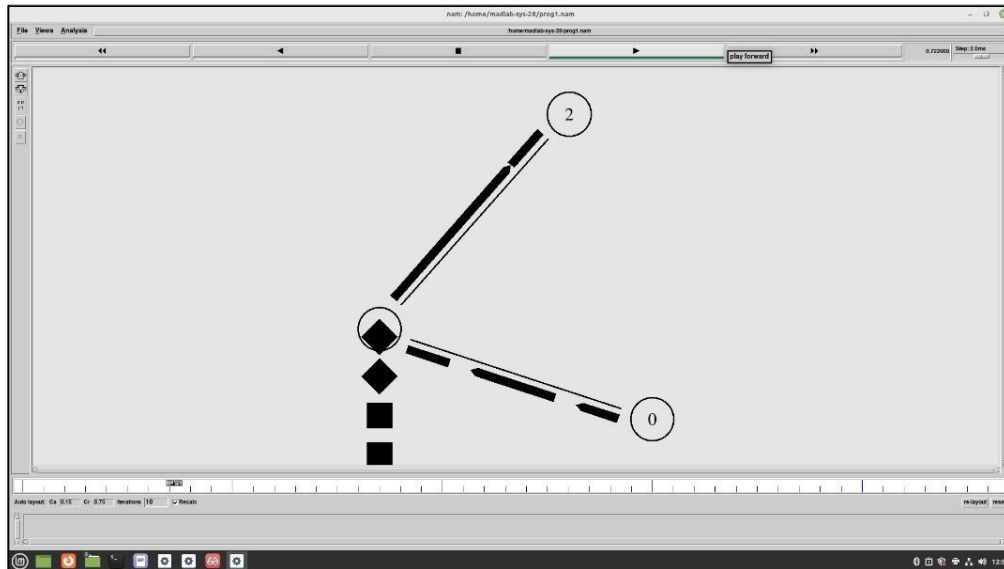 nam: /home/madlab-sys-28/prog1.nam
File Views Analysis /home/madlab-sys-28/prog1.nam
0.722000 Step: 2.0ms
play forward
2
0
Auto layout: Ca 0.15 Cr 0.75 Iterations 10 Recalc re-layout